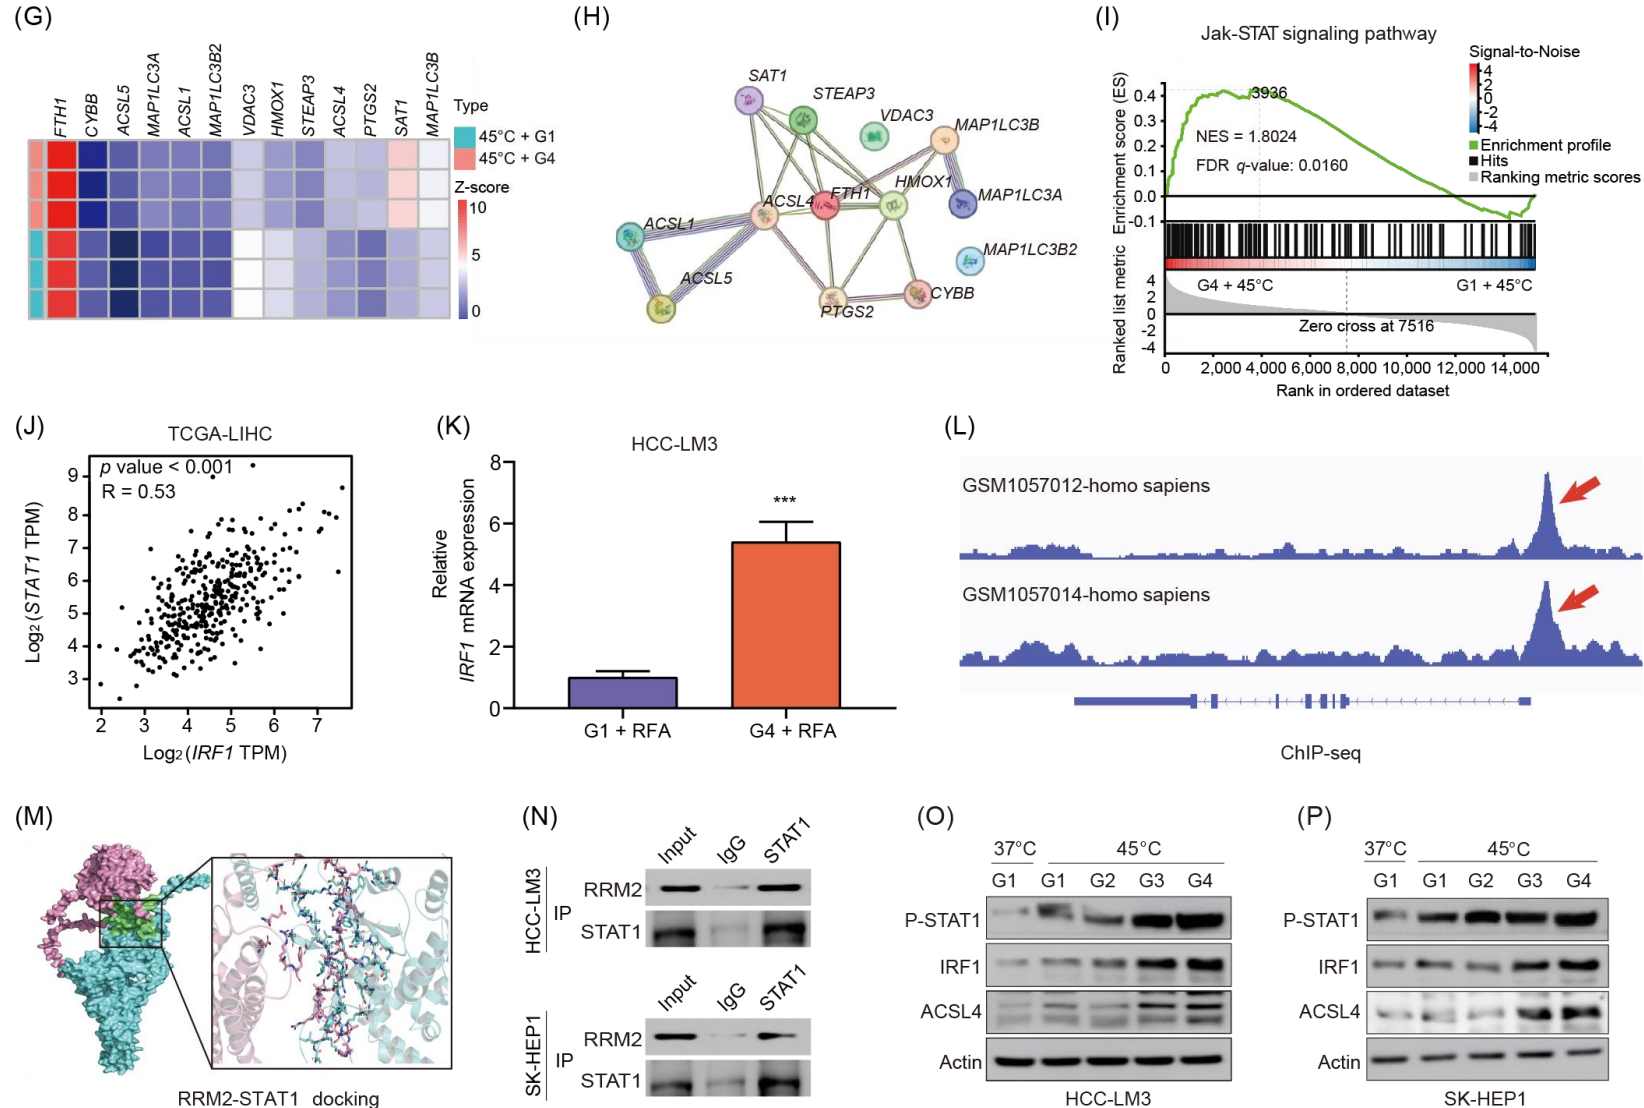 (G)
FTH1
CYBB
ACSL5
MAP1LC3A
ACSL1
MAP1LC3B2
VDAC3
HMOX1
STEAP3
ACSL4
PTGS2
SAT1
MAP1LC3B
Type
45°C + G1
45°C + G4
Z-score
10
5
0
(H)
SAT1
STEAP3
VDAC3
MAP1LC3B
HMOX1
MAP1LC3A
ACSL4
FTH1
ACSL1
MAP1LC3B2
ACSL5
CYBB
PTGS2
(I)
Jak-STAT signaling pathway
Enrichment score (ES)
0.4
0.3
0.2
0.1
0.0
-0.1
3936
NES = 1.8024
FDR q-value: 0.0160
Signal-to-Noise
4
2
0
-2
-4
Enrichment profile
Hits
Ranking metric scores
Ranked list metric
4
2
0
-2
-4
G4 + 45°C
G1 + 45°C
Zero cross at 7516
0 2,000 4,000 6,000 8,000 10,000 12,000 14,000
Rank in ordered dataset
(J)
TCGA-LIHC
p value < 0.001
R = 0.53
Log2(STAT1 TPM)
9
8
7
6
5
4
3
2 3 4 5 6 7
Log2(IRF1 TPM)
(K)
HCC-LM3
Relative
IRF1 mRNA expression
8
6
4
2
0
***
G1 + RFA
G4 + RFA
(L)
GSM1057012-homo sapiens
GSM1057014-homo sapiens
ChIP-seq
(M)
RRM2-STAT1 docking
(N)
Input IgG STAT1
HCC-LM3
IP
RRM2
STAT1
Input IgG STAT1
SK-HEP1
IP
RRM2
STAT1
(O)
37°C 45°C
G1 G1 G2 G3 G4
P-STAT1
IRF1
ACSL4
Actin
HCC-LM3
(P)
37°C 45°C
G1 G1 G2 G3 G4
P-STAT1
IRF1
ACSL4
Actin
SK-HEP1